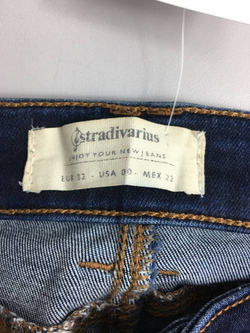 stradivarius
ENJOY YOUR NEW JEANS
EUR 32 - USA 00 - MEX 22